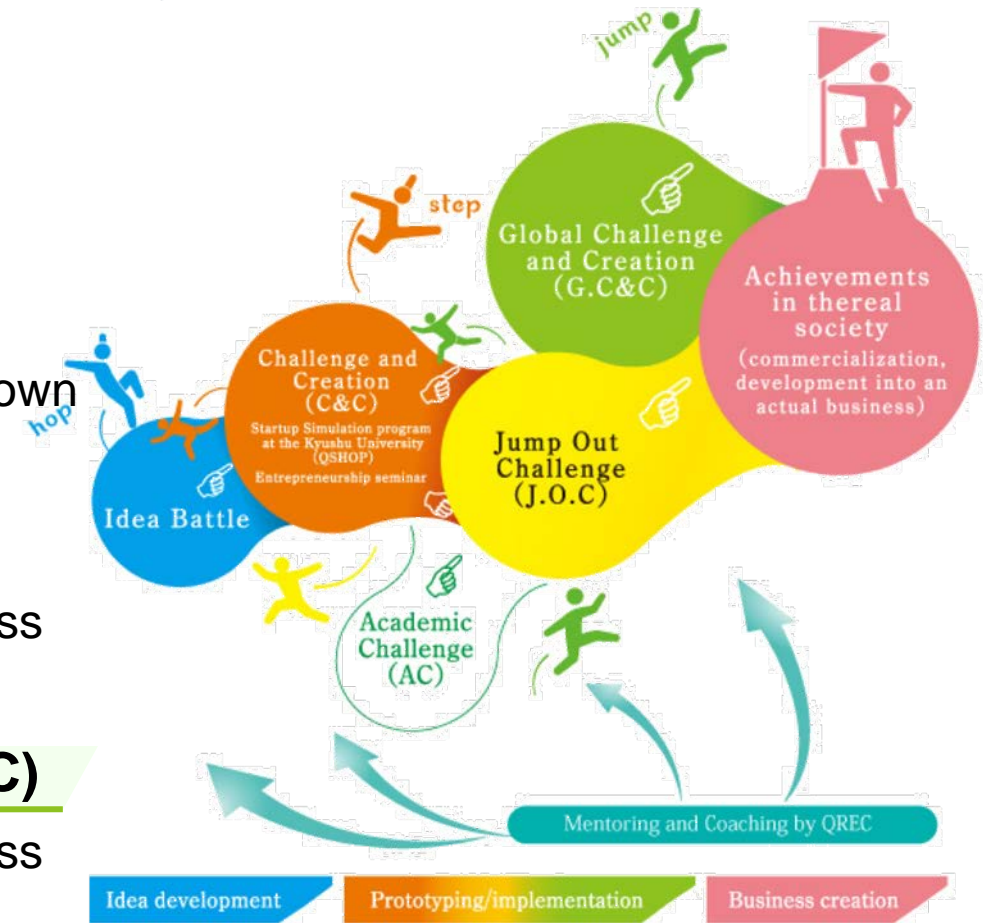 jump
step
hop
Global Challenge
and Creation
(G.C&C)
Achievements
in thereal
society
(commercialization,
development into an
actual business)
Challenge and
Creation
(C&C)
Startup Simulation program
at the Kyushu University
(QSHOP)
Entrepreneurship seminar
own
Jump Out
Challenge
(J.O.C)
Idea Battle
ss
Academic
Challenge
(AC)
C)
ss
Mentoring and Coaching by QREC
Idea development
Prototyping/implementation
Business creation